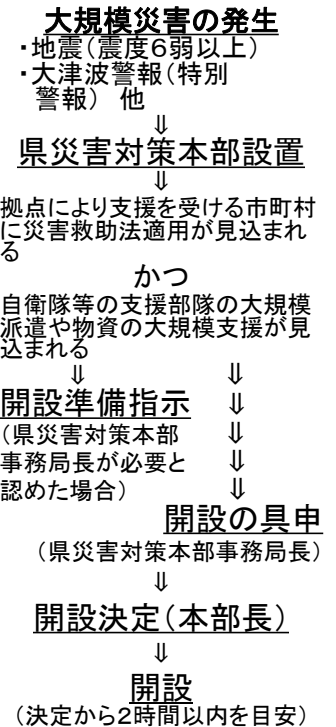 大規模災害の発生
・地震（震度６弱以上）
・大津波警報（特別
警報）　他
⇓
県災害対策本部設置
⇓
拠点により支援を受ける市町村
に災害救助法適用が見込まれ
る
かつ
自衛隊等の支援部隊の大規模
派遣や物資の大規模支援が見
込まれる
⇓　⇓
開設準備指示　⇓
（県災害対策本部　⇓
事務局長が必要と　⇓
認めた場合）　⇓
開設の具申
（県災害対策本部事務局長）
⇓
開設決定（本部長）
⇓
開設
（決定から２時間以内を目安）